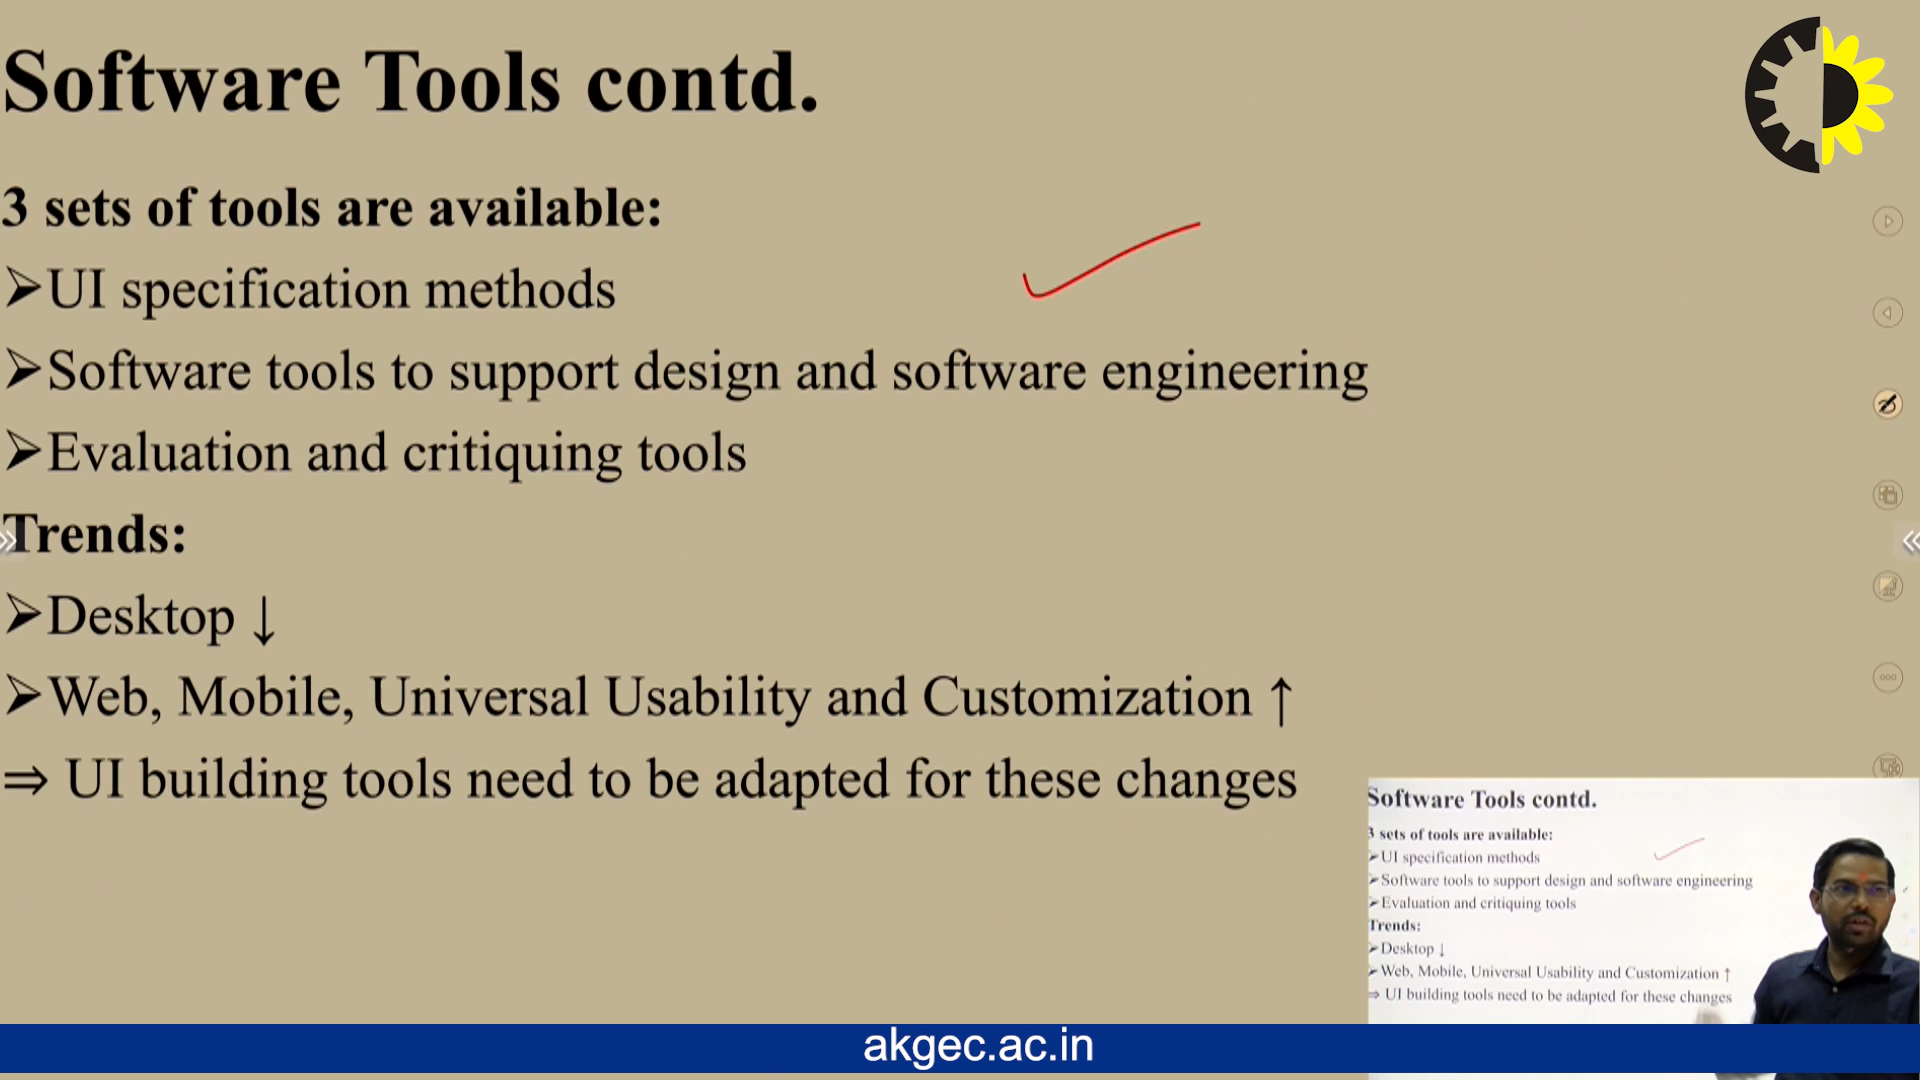 Software Tools contd.
3 sets of tools are available:
➢UI specification methods
➢Software tools to support design and software engineering
➢Evaluation and critiquing tools
Trends:
➢Desktop ↓
➢Web, Mobile, Universal Usability and Customization ↑
⇒ UI building tools need to be adapted for these changes
Software Tools contd.
3 sets of tools are available:
➢UI specification methods
➢Software tools to support design and software engineering
➢Evaluation and critiquing tools
Trends:
➢Desktop ↓
➢Web, Mobile, Universal Usability and Customization ↑
⇒ UI building tools need to be adapted for these changes
akgec.ac.in